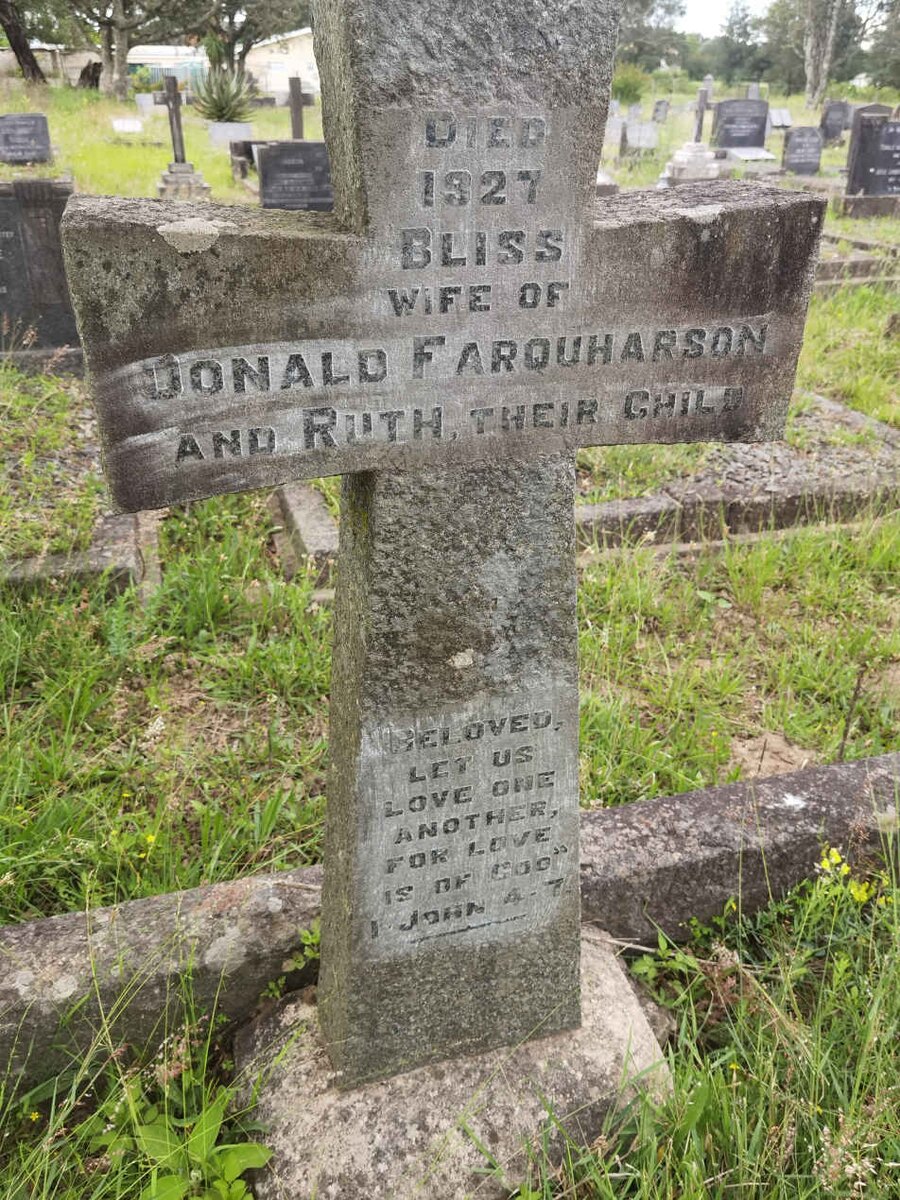 DIED
1927
BLISS
WIFE OF
DONALD FARQUHARSON
AND RUTH, THEIR CHILD
BELOVED,
LET US
LOVE ONE
ANOTHER,
FOR LOVE
IS OF GOD"
I JOHN 4-7.